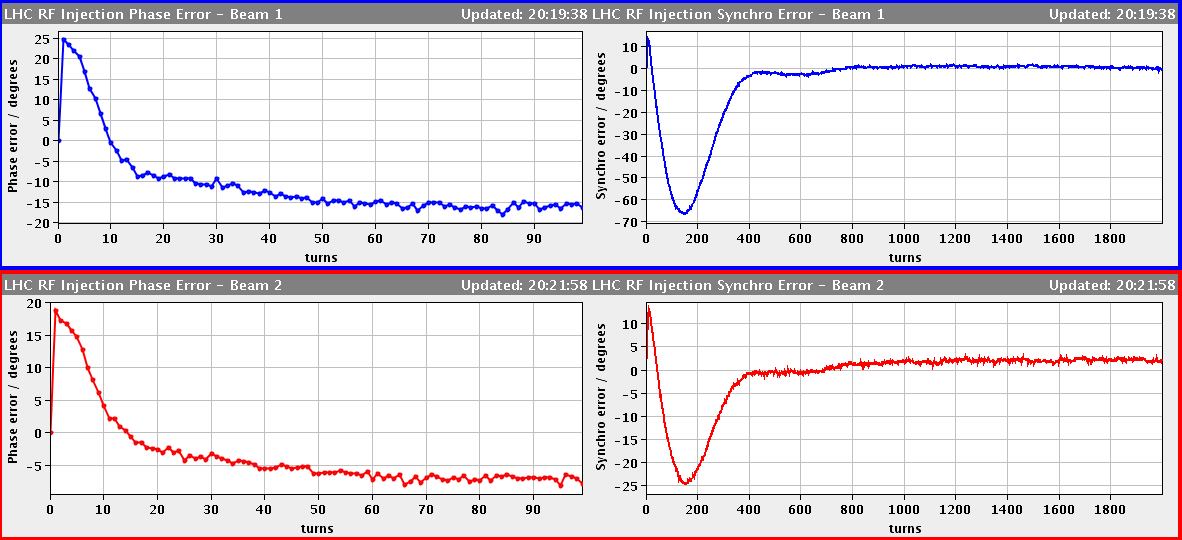 LHC RF Injection Phase Error - Beam 1 Updated: 20:19:38
Phase error / degrees
25
20
15
10
5
0
-5
-10
-15
-20
0 10 20 30 40 50 60 70 80 90
turns
LHC RF Injection Synchro Error - Beam 1 Updated: 20:19:38
Synchro error / degrees
10
0
-10
-20
-30
-40
-50
-60
-70
0 200 400 600 800 1000 1200 1400 1600 1800
turns
LHC RF Injection Phase Error - Beam 2 Updated: 20:21:58
Phase error / degrees
20
15
10
5
0
-5
0 10 20 30 40 50 60 70 80 90
turns
LHC RF Injection Synchro Error - Beam 2 Updated: 20:21:58
Synchro error / degrees
10
5
0
-5
-10
-15
-20
-25
0 200 400 600 800 1000 1200 1400 1600 1800
turns